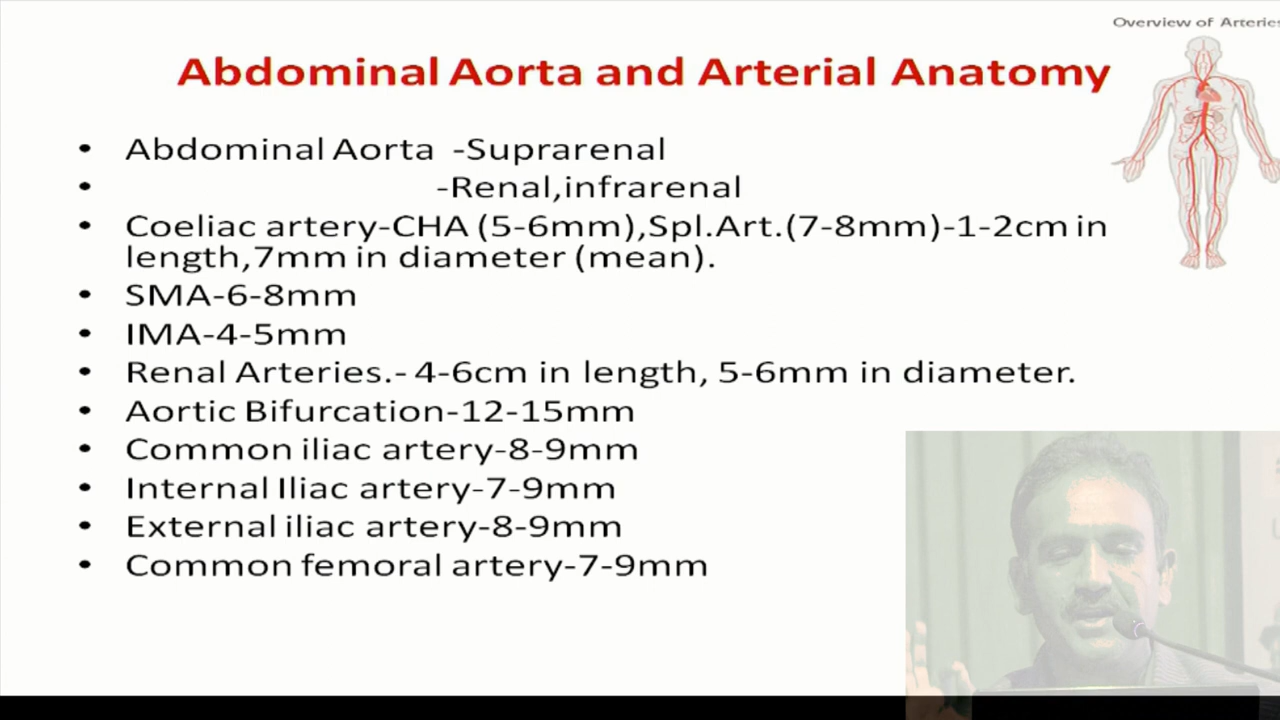 Overview of Arteries
Abdominal Aorta and Arterial Anatomy
• Abdominal Aorta -Suprarenal
• -Renal,infrarenal
• Coeliac artery-CHA (5-6mm),Spl.Art.(7-8mm)-1-2cm in
length,7mm in diameter (mean).
• SMA-6-8mm
• IMA-4-5mm
• Renal Arteries.- 4-6cm in length, 5-6mm in diameter.
• Aortic Bifurcation-12-15mm
• Common iliac artery-8-9mm
• Internal Iliac artery-7-9mm
• External iliac artery-8-9mm
• Common femoral artery-7-9mm